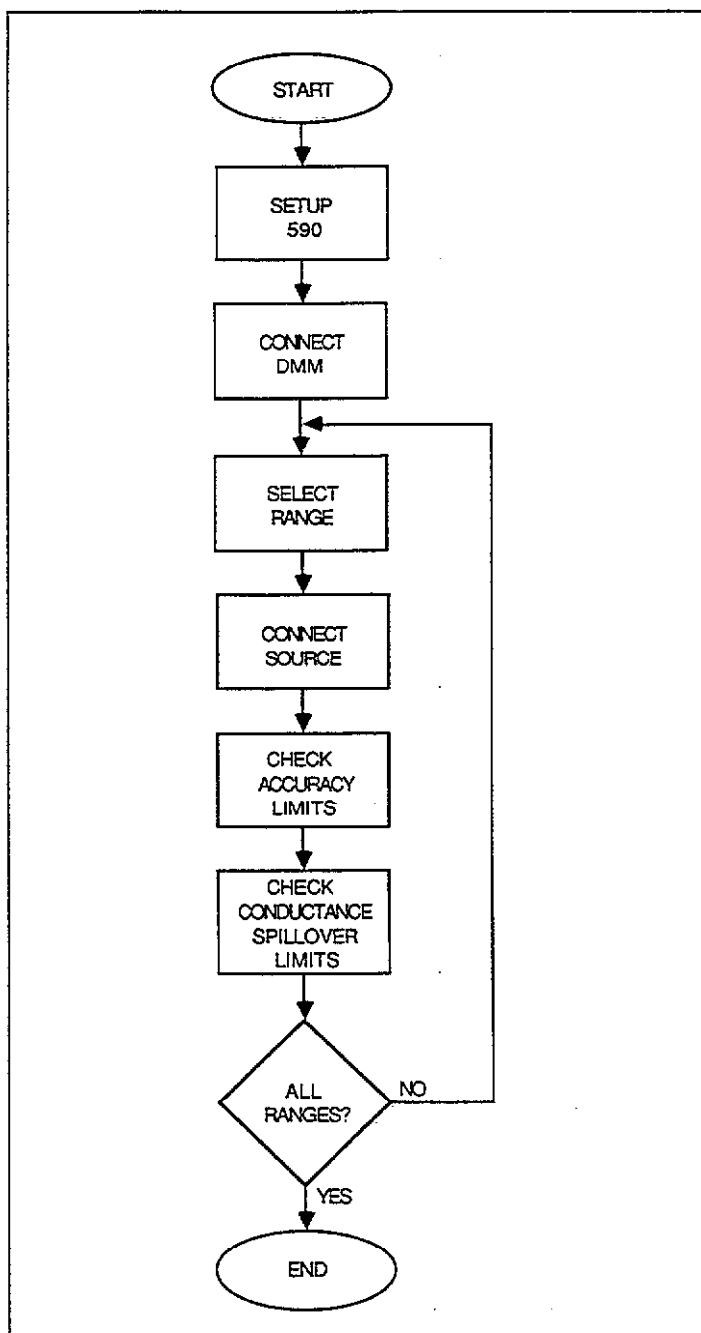 START
SETUP
590
CONNECT
DMM
SELECT
RANGE
CONNECT
SOURCE
CHECK
ACCURACY
LIMITS
CHECK
CONDUCTANCE
SPILLOVER
LIMITS
ALL
RANGES?
NO
YES
END